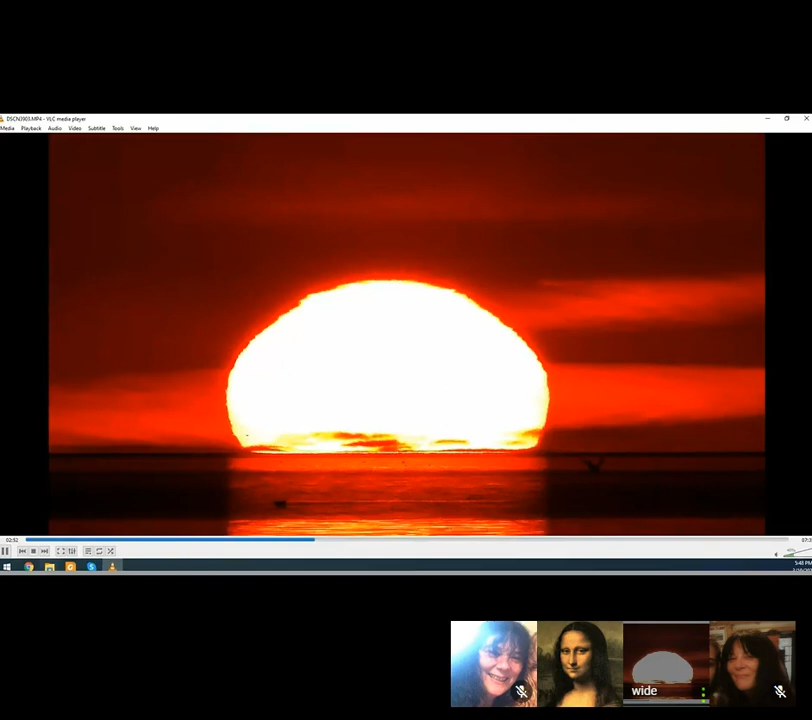 DSCN3903.MP4 - VLC media player
Media Playback Audio Video Subtitle Tools View Help
02:52
5:48 PM
wide